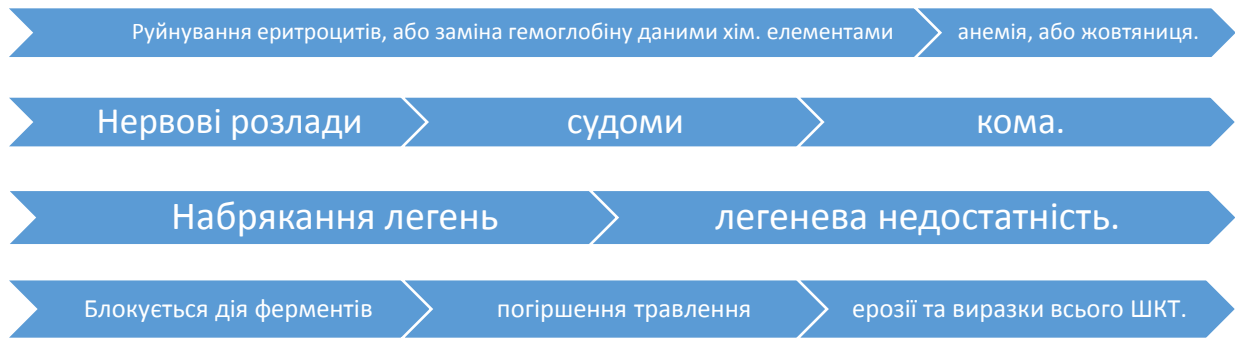 Руйнування еритроцитів, або заміна гемоглобіну даними хім. елементами анемія, або жовтяниця.
Нервові розлади судоми кома.
Набрякання легень легенева недостатність.
Блокується дія ферментів погіршення травлення ерозії та виразки всього ШКТ.